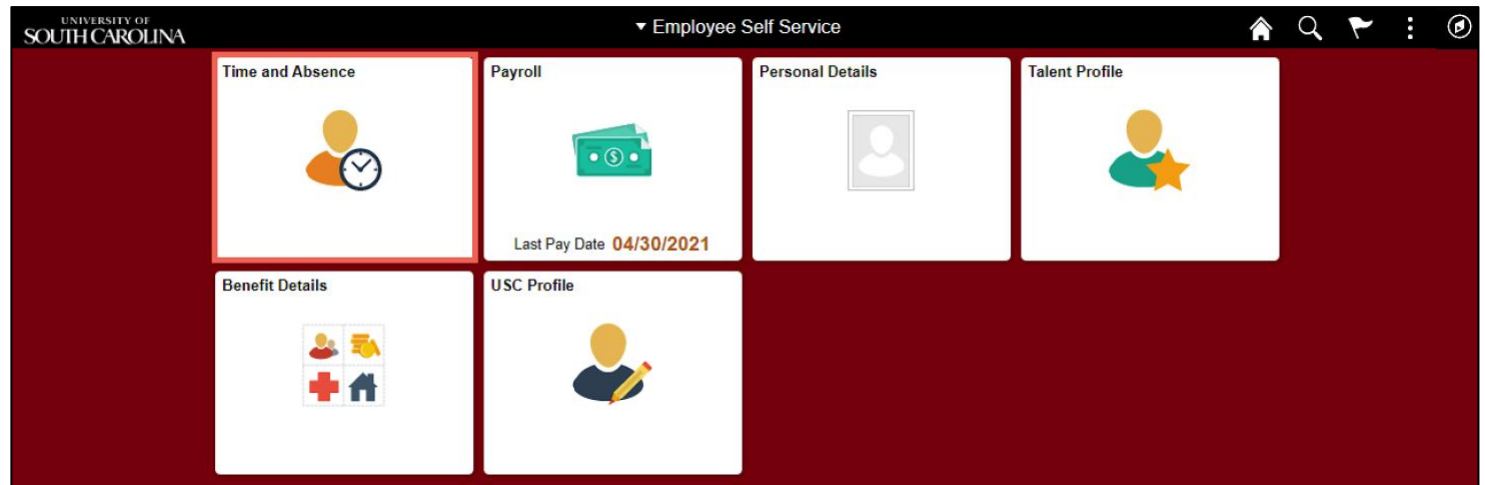 UNIVERSITY OF
SOUTH CAROLINA
Employee Self Service
Time and Absence
Payroll
Personal Details
Talent Profile
Last Pay Date 04/30/2021
Benefit Details
USC Profile